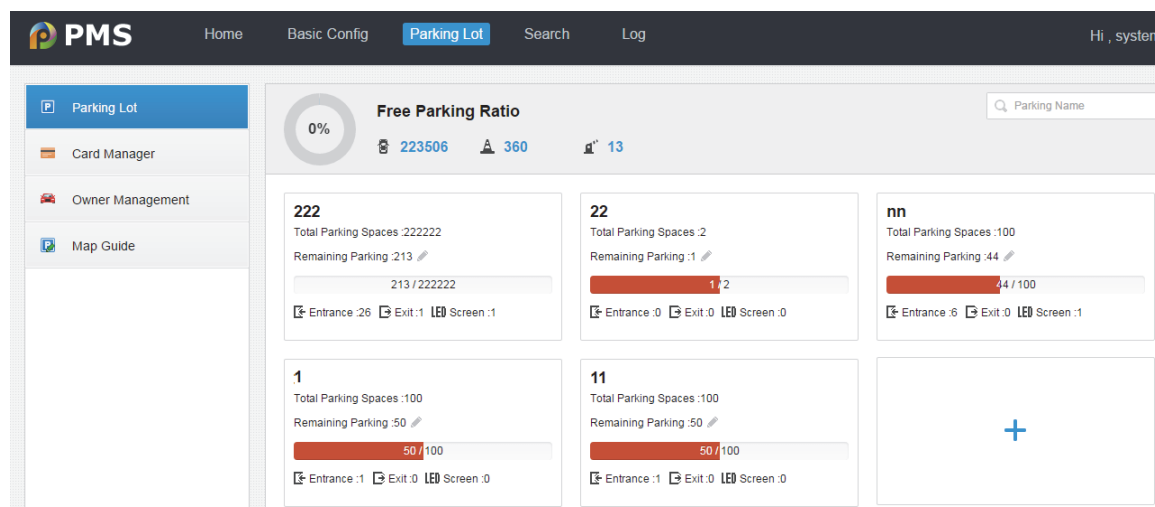 PMS Home Basic Config Parking Lot Search Log Hi , system
Parking Lot
Card Manager
Owner Management
Map Guide
0%
Free Parking Ratio
223506 360 13
Parking Name
222
Total Parking Spaces :222222
Remaining Parking :213
213 / 222222
Entrance :26 Exit :1 LED Screen :1
22
Total Parking Spaces :2
Remaining Parking :1
1 / 2
Entrance :0 Exit :0 LED Screen :0
nn
Total Parking Spaces :100
Remaining Parking :44
44 / 100
Entrance :6 Exit :0 LED Screen :1
1
Total Parking Spaces :100
Remaining Parking :50
50 / 100
Entrance :1 Exit :0 LED Screen :0
11
Total Parking Spaces :100
Remaining Parking :50
50 / 100
Entrance :1 Exit :0 LED Screen :0
+